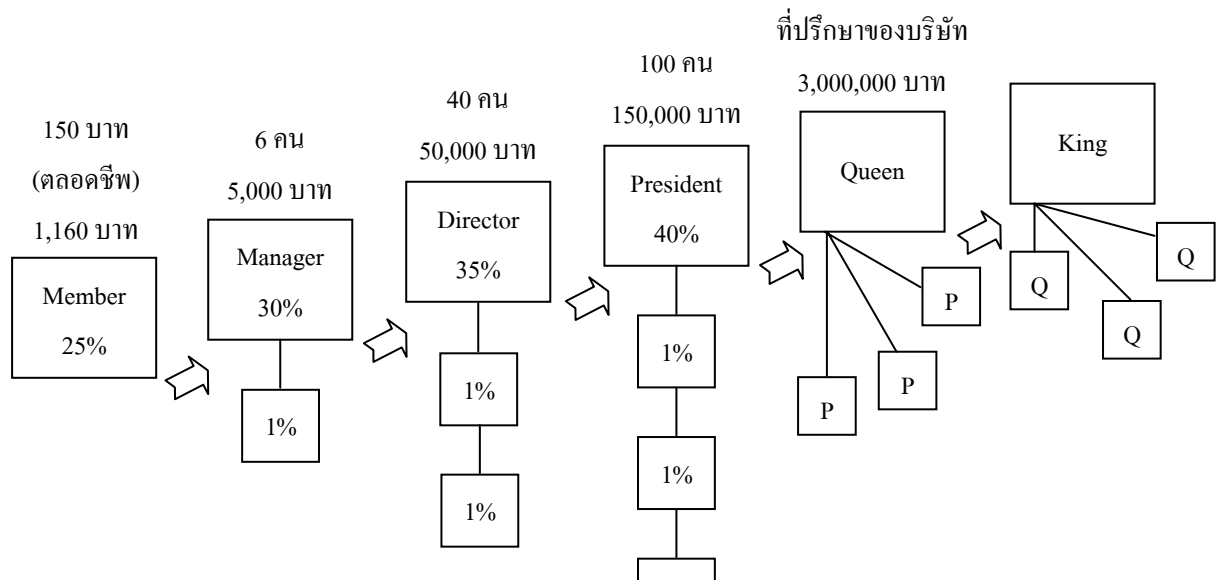 150 บาท
(ตลอดชีพ)
1,160 บาท
Member
25%
6 คน
5,000 บาท
Manager
30%
1%
40 คน
50,000 บาท
Director
35%
1%
1%
100 คน
150,000 บาท
President
40%
1%
1%
ที่ปรึกษาของบริษัท
3,000,000 บาท
Queen
P
P
P
King
Q
Q
Q